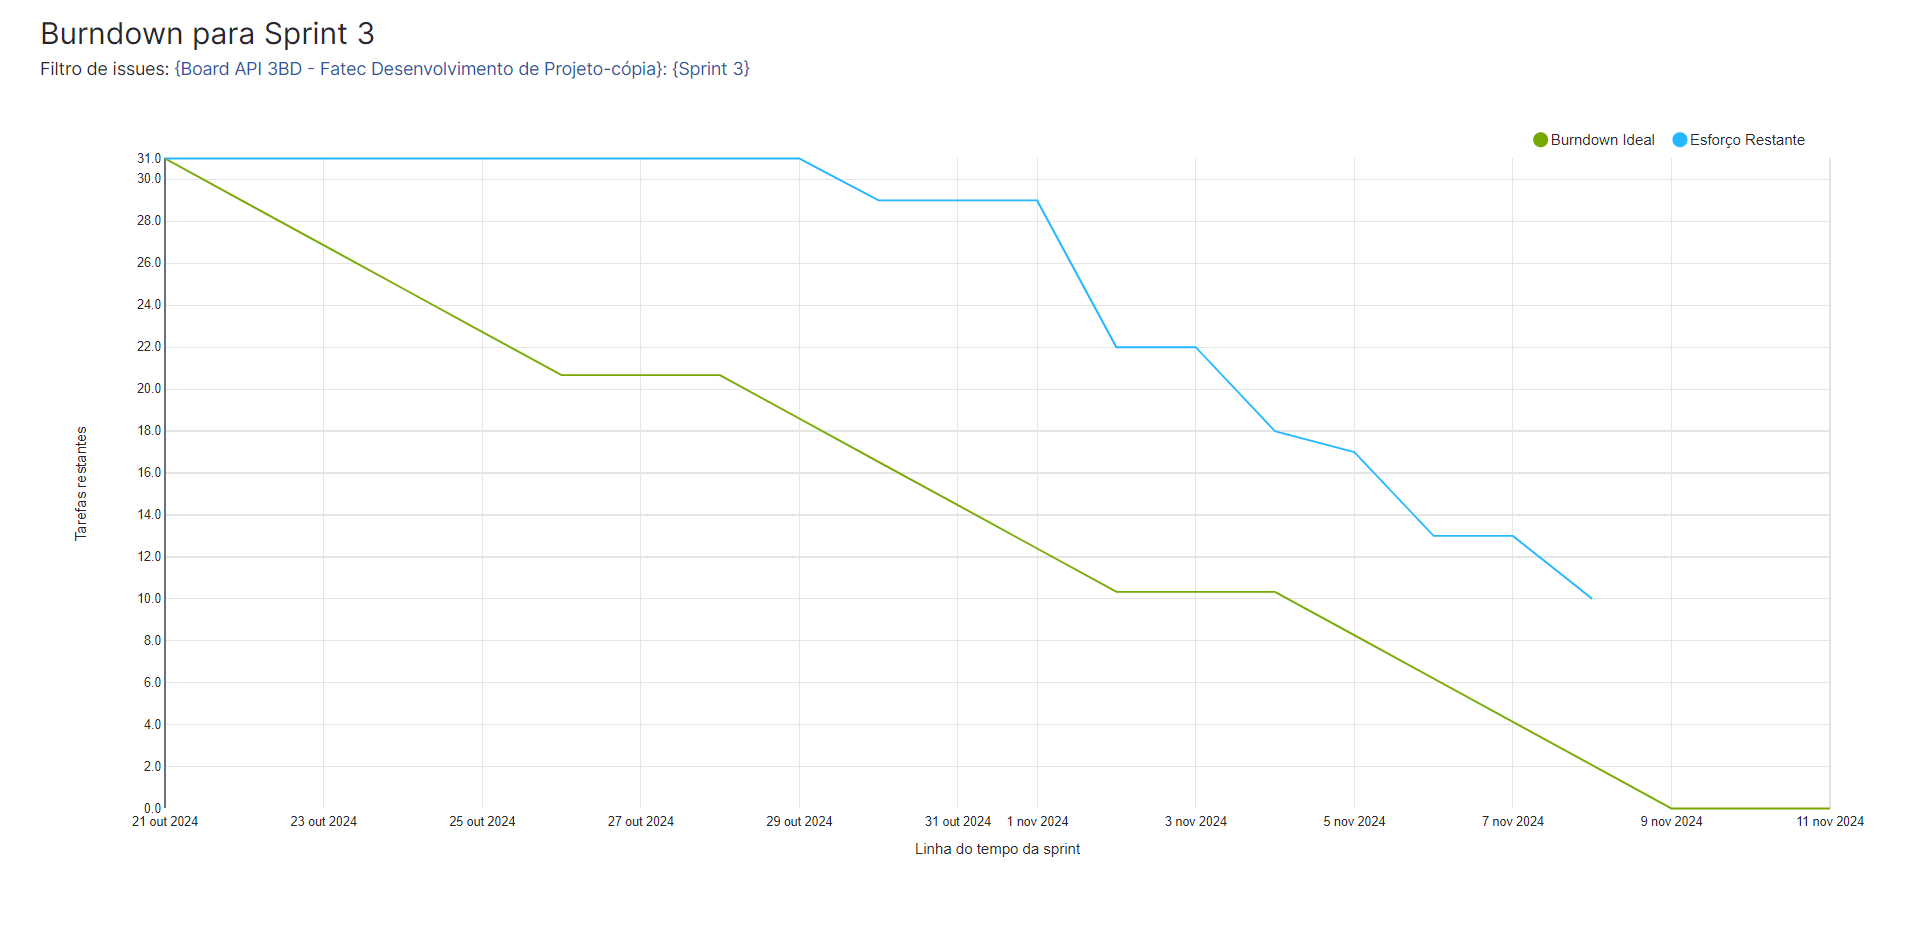 Burndown para Sprint 3
Filtro de issues: {Board API 3BD - Fatec Desenvolvimento de Projeto-cópia}: {Sprint 3}
Burndown Ideal Esforço Restante
31.0
30.0
28.0
26.0
24.0
22.0
20.0
18.0
16.0
14.0
12.0
10.0
8.0
6.0
4.0
2.0
0.0
Tarefas restantes
21 out 2024 23 out 2024 25 out 2024 27 out 2024 29 out 2024 31 out 2024 1 nov 2024 3 nov 2024 5 nov 2024 7 nov 2024 9 nov 2024 11 nov 2024
Linha do tempo da sprint